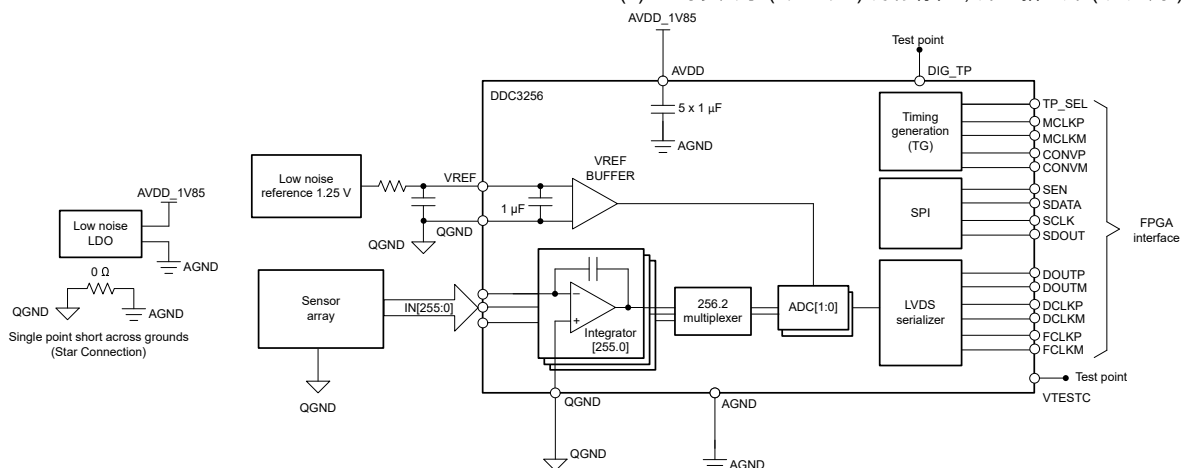 AVDD_1V85
Test point
AVDD
DIG_TP
DDC3256
5 x 1 µF
AGND
Timing
generation
(TG)
TP_SEL
MCLKP
MCLKM
CONVP
CONVM
Low noise
reference 1.25 V
VREF
VREF
BUFFER
1 µF
QGND
QGND
SPI
SEN
SDATA
SCLK
SDOUT
FPGA
interface
AVDD_1V85
Low noise
LDO
AGND
0 Ω
QGND
AGND
Single point short across grounds
(Star Connection)
Sensor
array
IN[255:0]
QGND
−
+
Integrator
[255.0]
256.2
multiplexer
ADC[1:0]
LVDS
serializer
DOUTP
DOUTM
DCLKP
DCLKM
FCLKP
FCLKM
Test point
VTESTC
QGND
AGND
QGND
AGND